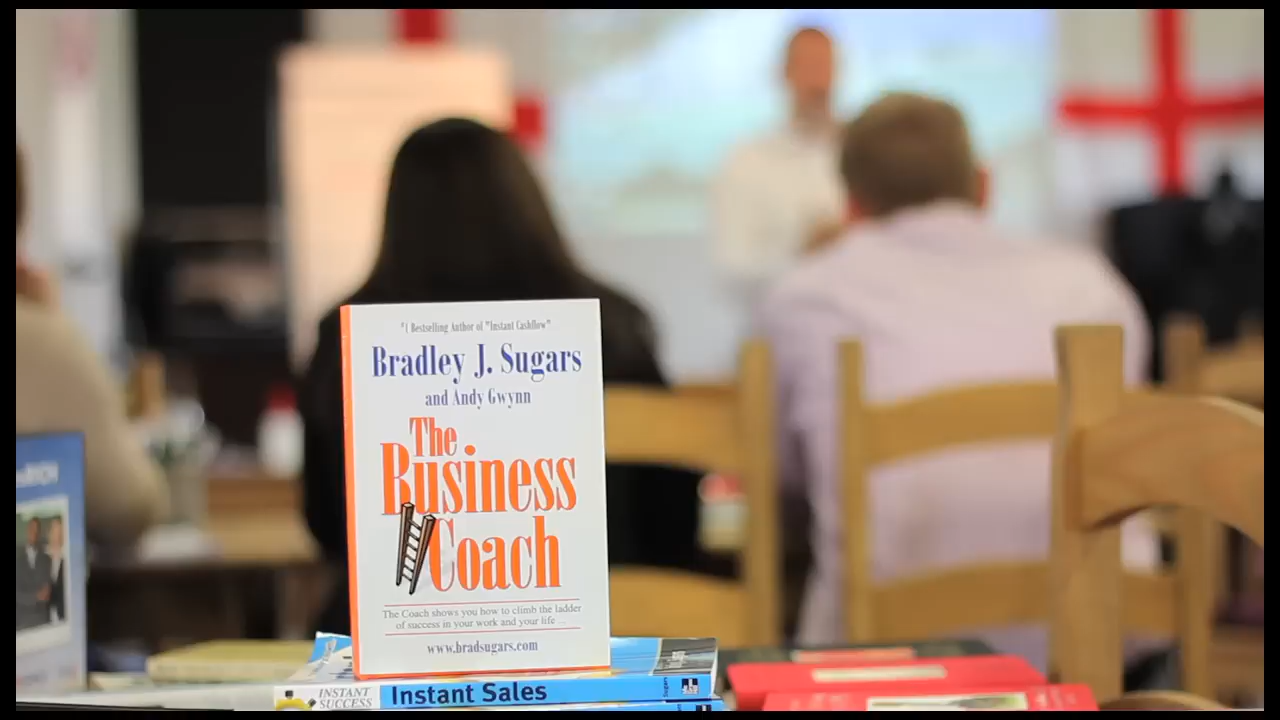 #1 Bestselling Author of "Instant Cashflow"
Bradley J. Sugars
and Andy Gwynn
The
Business
Coach
The Coach shows you how to climb the ladder
of success in your work and your life ...
www.bradsugars.com
INSTANT
SUCCESS
Instant Sales
Sugars